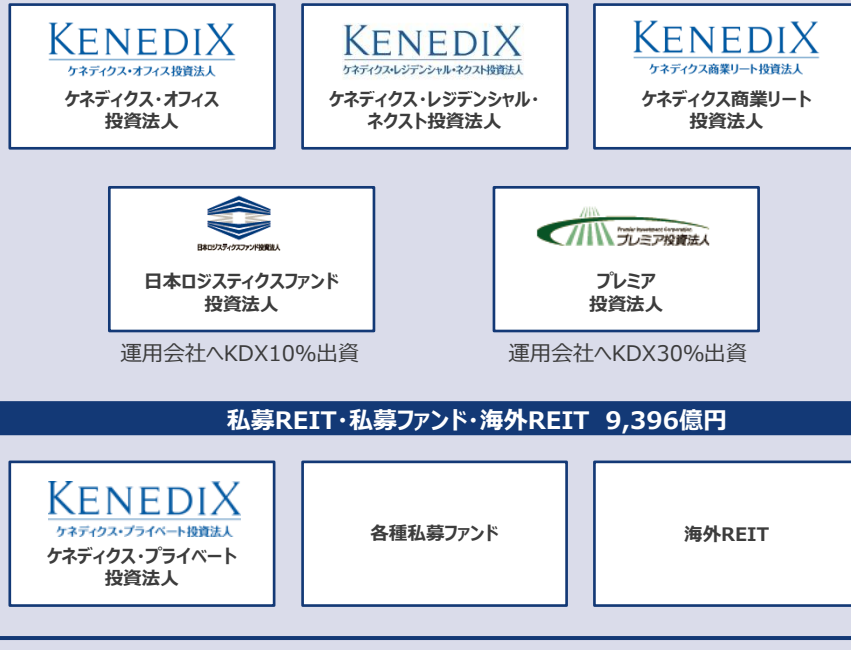 KENEDIX
ケネディクス・オフィス投資法人
ケネディクス・オフィス
投資法人
KENEDIX
ケネディクス・レジデンシャル・ネクスト投資法人
ケネディクス・レジデンシャル・
ネクスト投資法人
KENEDIX
ケネディクス商業リート投資法人
ケネディクス商業リート
投資法人
日本ロジスティクスファンド投資法人
日本ロジスティクスファンド
投資法人
Premier Investment Corporation
プレミア投資法人
プレミア
投資法人
運用会社へKDX10%出資
運用会社へKDX30%出資
私募REIT・私募ファンド・海外REIT 9,396億円
KENEDIX
ケネディクス・プライベート投資法人
ケネディクス・プライベート
投資法人
各種私募ファンド
海外REIT